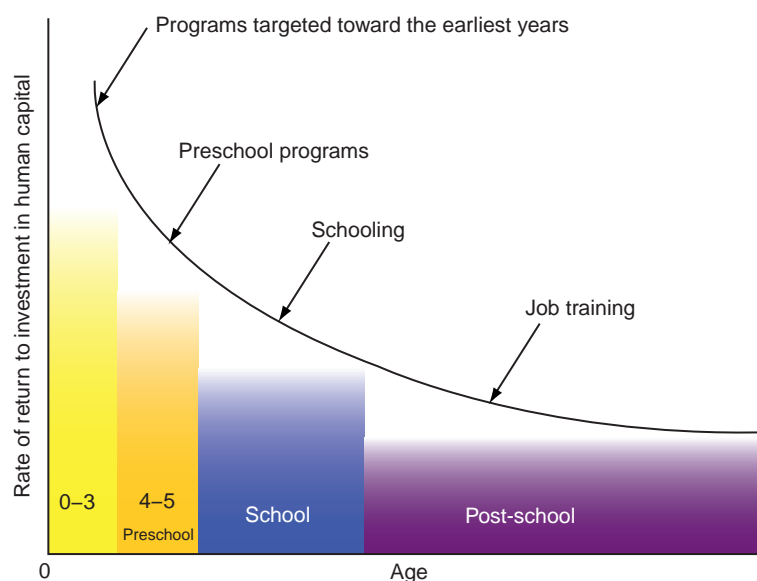 Programs targeted toward the earliest years
Rate of return to investment in human capital
Preschool programs
Schooling
Job training
0–3
4–5
Preschool
School
Post-school
0
Age